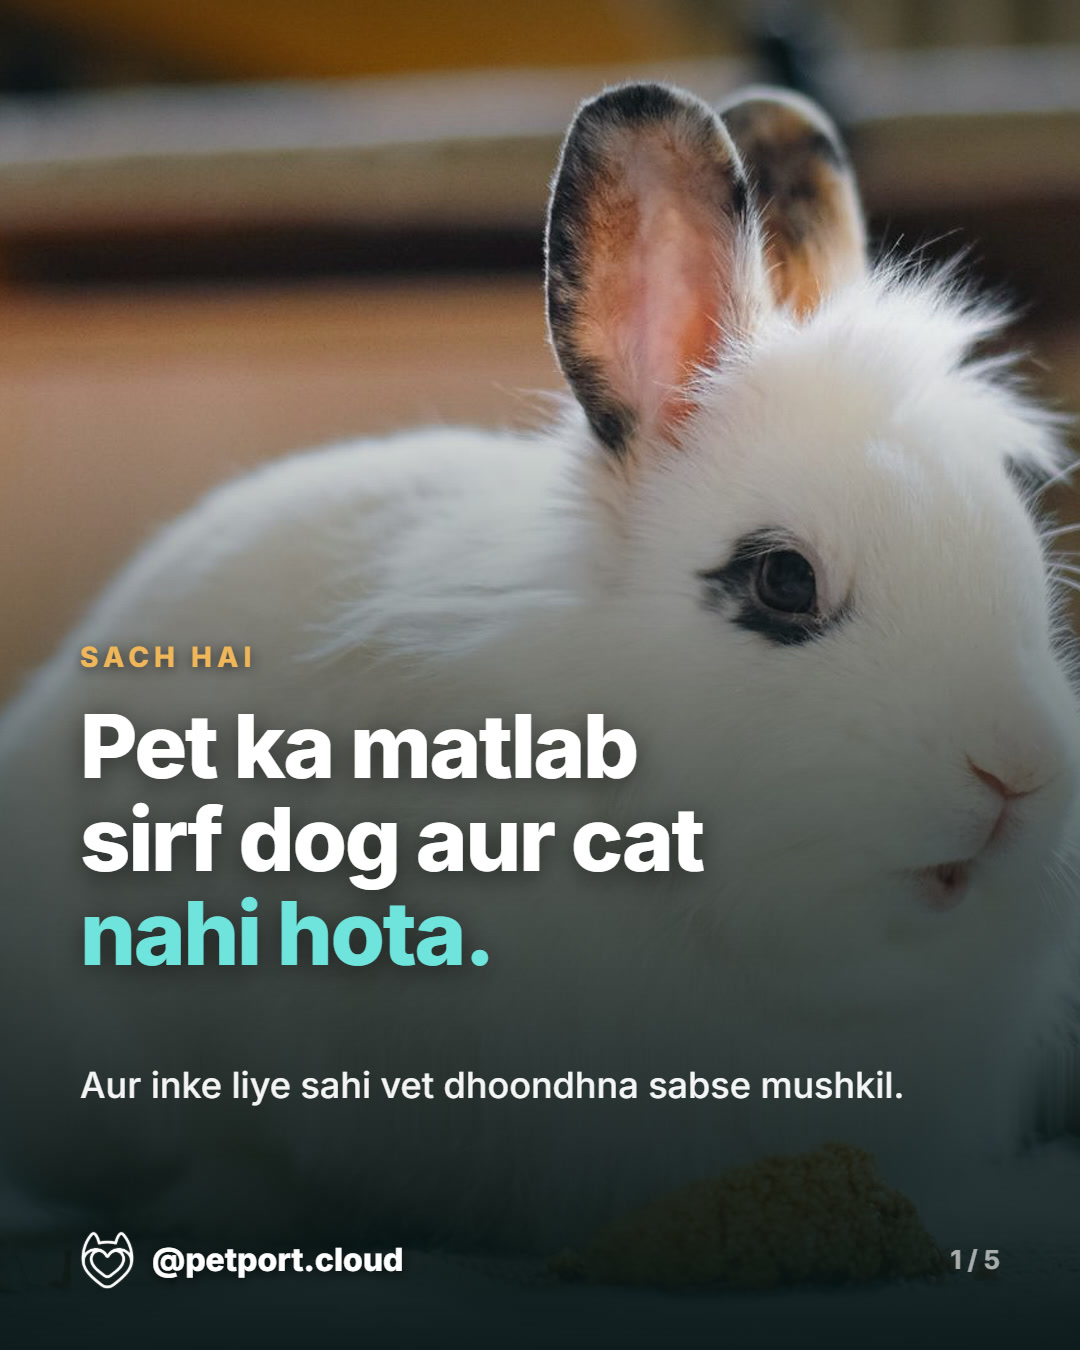 SACH HAI
Pet ka matlab
sirf dog aur cat
nahi hota.
Aur inke liye sahi vet dhoondhna sabse mushkil.
@petport.cloud
1 / 5